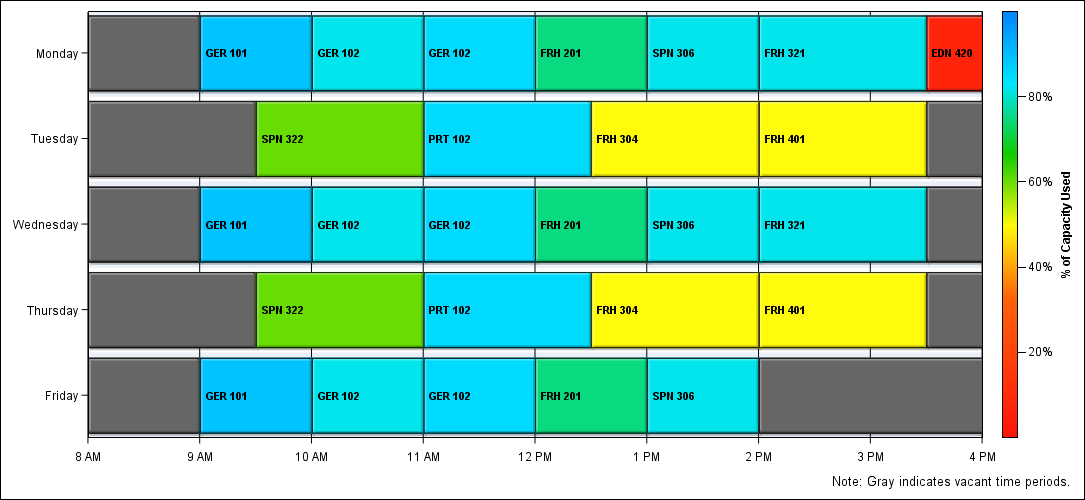 Monday GER 101 GER 102 GER 102 FRH 201 SPN 306 FRH 321 EDN 420
Tuesday SPN 322 PRT 102 FRH 304 FRH 401
Wednesday GER 101 GER 102 GER 102 FRH 201 SPN 306 FRH 321
Thursday SPN 322 PRT 102 FRH 304 FRH 401
Friday GER 101 GER 102 GER 102 FRH 201 SPN 306
8 AM 9 AM 10 AM 11 AM 12 PM 1 PM 2 PM 3 PM 4 PM
80%
60%
40%
20%
% of Capacity Used
Note: Gray indicates vacant time periods.